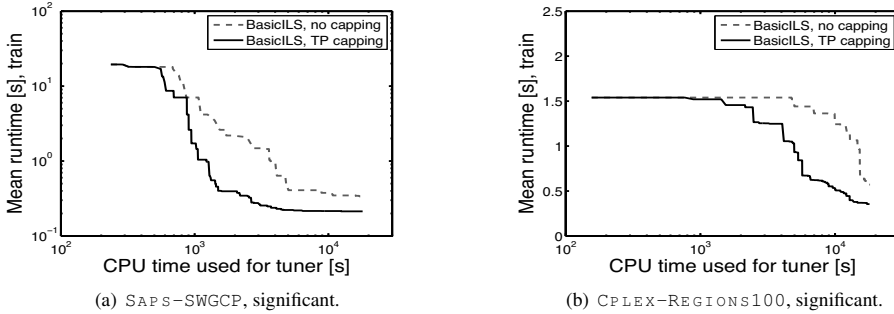 BasicILS, no capping
BasicILS, TP capping
Mean runtime [s], train
10^2
10^1
10^0
10^-1
10^2
10^3
10^4
CPU time used for tuner [s]
(a) SAPS-SWGCP, significant.
BasicILS, no capping
BasicILS, TP capping
Mean runtime [s], train
2.5
2
1.5
1
0.5
0
10^2
10^3
10^4
CPU time used for tuner [s]
(b) CPLEX-REGIONS100, significant.